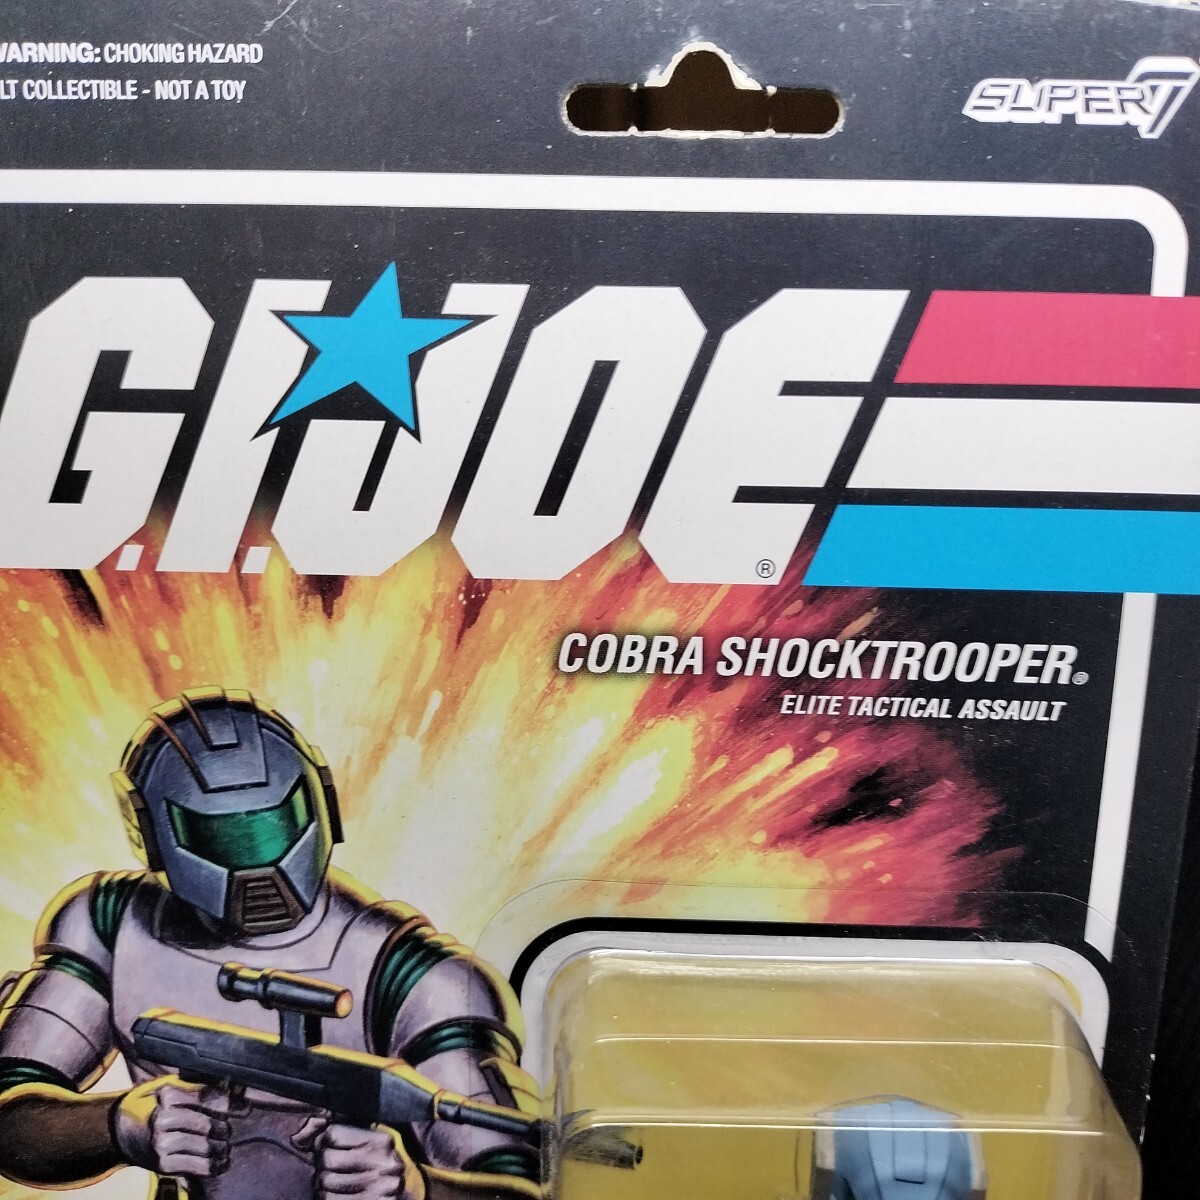 WARNING: CHOKING HAZARD
LT COLLECTIBLE - NOT A TOY
SUPER7
G.I.JOE
®
COBRA SHOCKTROOPER®
ELITE TACTICAL ASSAULT